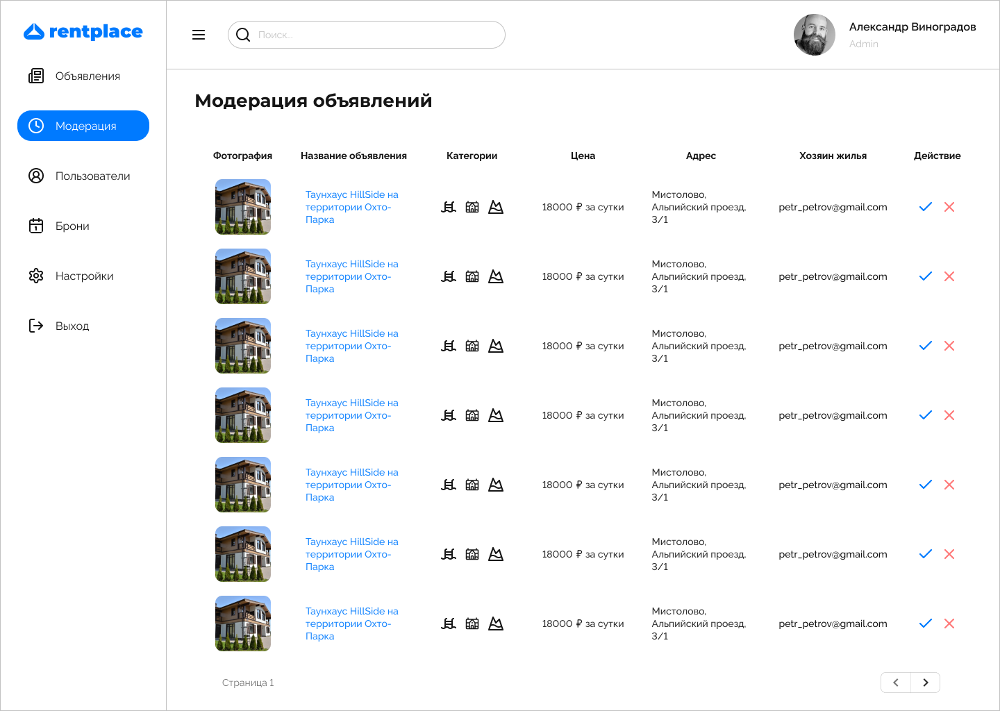 rentplace
Поиск...
Александр Виноградов
Admin
Объявления
Модерация
Пользователи
1
Брони
Настройки
Выход
Модерация объявлений
Фотография Название объявления Категории Цена Адрес Хозяин жилья Действие
Таунхаус HillSide на
территории Охто-
Парка
18000 ₽ за сутки
Мистолово,
Альпийский проезд,
3/1
petr_petrov@gmail.com
Таунхаус HillSide на
территории Охто-
Парка
18000 ₽ за сутки
Мистолово,
Альпийский проезд,
3/1
petr_petrov@gmail.com
Таунхаус HillSide на
территории Охто-
Парка
18000 ₽ за сутки
Мистолово,
Альпийский проезд,
3/1
petr_petrov@gmail.com
Таунхаус HillSide на
территории Охто-
Парка
18000 ₽ за сутки
Мистолово,
Альпийский проезд,
3/1
petr_petrov@gmail.com
Таунхаус HillSide на
территории Охто-
Парка
18000 ₽ за сутки
Мистолово,
Альпийский проезд,
3/1
petr_petrov@gmail.com
Таунхаус HillSide на
территории Охто-
Парка
18000 ₽ за сутки
Мистолово,
Альпийский проезд,
3/1
petr_petrov@gmail.com
Таунхаус HillSide на
территории Охто-
Парка
18000 ₽ за сутки
Мистолово,
Альпийский проезд,
3/1
petr_petrov@gmail.com
Страница 1